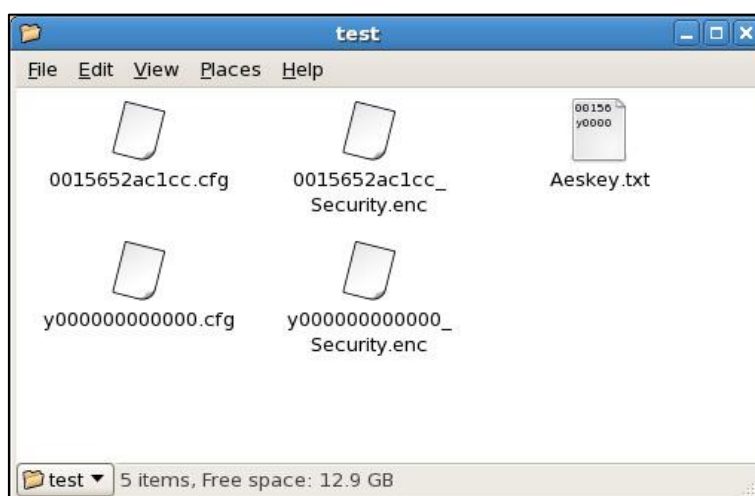 test
File Edit View Places Help
0015652ac1cc.cfg
0015652ac1cc_
Security.enc
00156
y0000
Aeskey.txt
y000000000000.cfg
y000000000000_
Security.enc
test 5 items, Free space: 12.9 GB